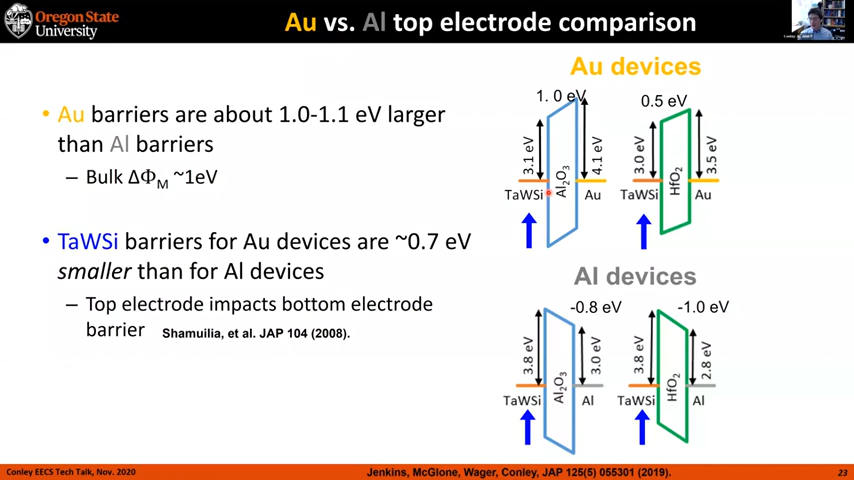 Oregon State
University
Au vs. Al top electrode comparison
• Au barriers are about 1.0-1.1 eV larger
than Al barriers
– Bulk ΔΦM ~1eV
• TaWSi barriers for Au devices are ~0.7 eV
smaller than for Al devices
– Top electrode impacts bottom electrode
barrier Shamuilia, et al. JAP 104 (2008).
Au devices
1. 0 eV
3.1 eV
4.1 eV
TaWSi
Al2O3
Au
0.5 eV
3.0 eV
3.5 eV
TaWSi
HfO2
Au
Al devices
-0.8 eV
3.8 eV
3.0 eV
TaWSi
Al2O3
Al
-1.0 eV
3.8 eV
2.8 eV
TaWSi
HfO2
Al
Conley EECS Tech Talk, Nov. 2020
Jenkins, McGlone, Wager, Conley, JAP 125(5) 055301 (2019).
23